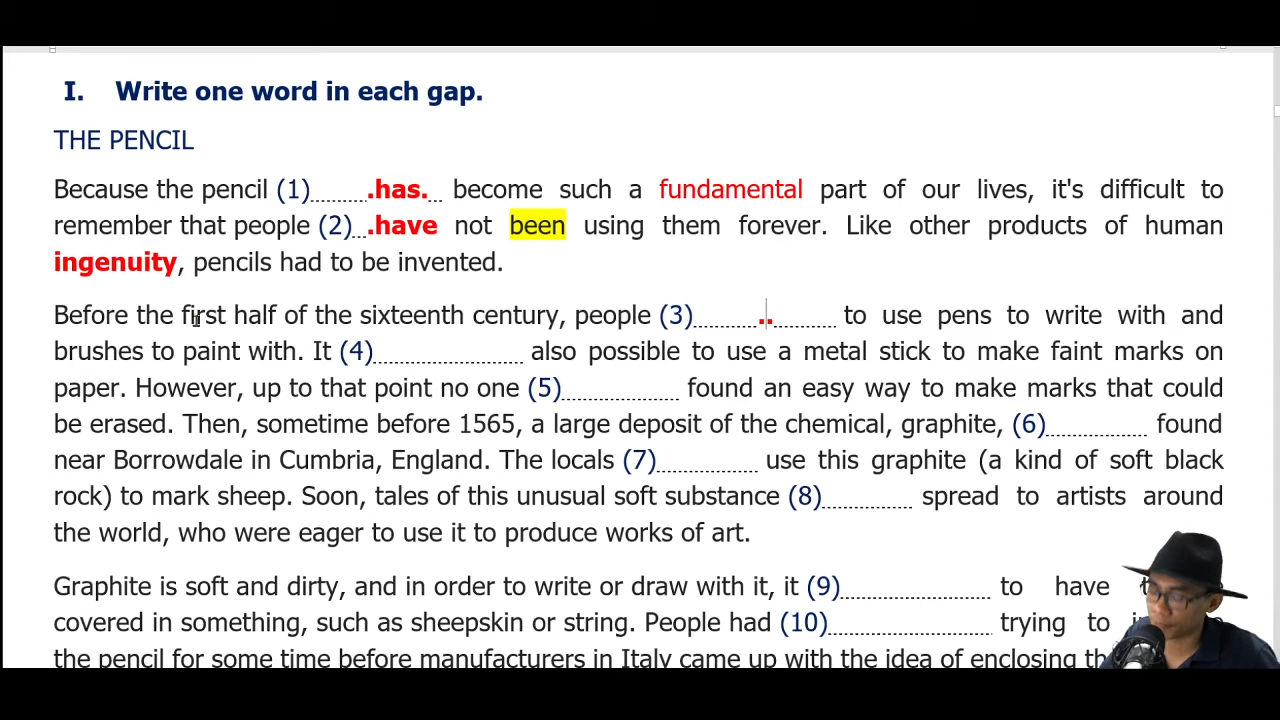 I. Write one word in each gap.
THE PENCIL
Because the pencil (1).......has... become such a fundamental part of our lives, it's difficult to
remember that people (2)...have not been using them forever. Like other products of human
ingenuity, pencils had to be invented.
Before the first half of the sixteenth century, people (3).................... to use pens to write with and
brushes to paint with. It (4).................... also possible to use a metal stick to make faint marks on
paper. However, up to that point no one (5).................... found an easy way to make marks that could
be erased. Then, sometime before 1565, a large deposit of the chemical, graphite, (6).................... found
near Borrowdale in Cumbria, England. The locals (7).................... use this graphite (a kind of soft black
rock) to mark sheep. Soon, tales of this unusual soft substance (8).................... spread to artists around
the world, who were eager to use it to produce works of art.
Graphite is soft and dirty, and in order to write or draw with it, it (9).................... to have
covered in something, such as sheepskin or string. People had (10).................... trying to
the pencil for some time before manufacturers in Italy came up with the idea of enclosing